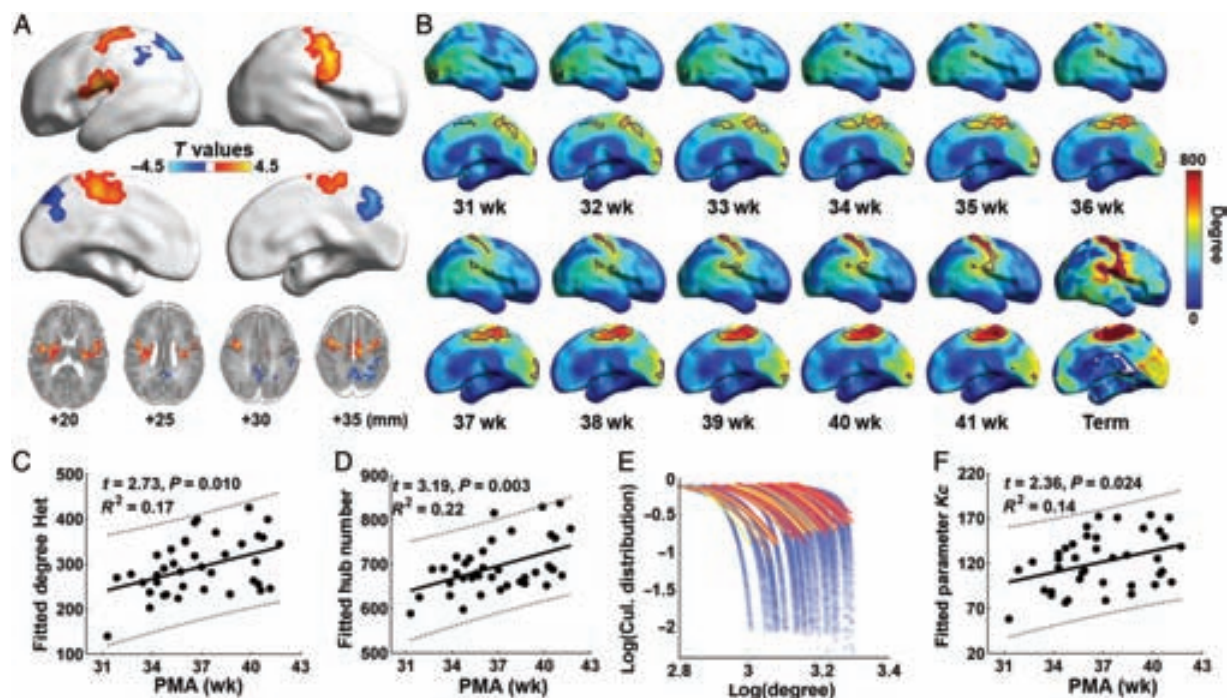 A
T values
−4.5 4.5
+20 +25 +30 +35 (mm)
B
31 wk 32 wk 33 wk 34 wk 35 wk 36 wk
37 wk 38 wk 39 wk 40 wk 41 wk Term
800
Degree
0
C
t = 2.73, P = 0.010
R² = 0.17
Fitted degree Het
500
400
300
200
100
31 34 37 40 43
PMA (wk)
D
t = 3.19, P = 0.003
R² = 0.22
Fitted hub number
900
800
700
600
500
31 34 37 40 43
PMA (wk)
E
Log(Cul. distribution)
0
−0.5
−1
−1.5
−2
2.8 3 3.2 3.4
Log(degree)
F
t = 2.36, P = 0.024
R² = 0.14
Fitted parameter Kc
220
170
120
70
20
31 34 37 40 43
PMA (wk)